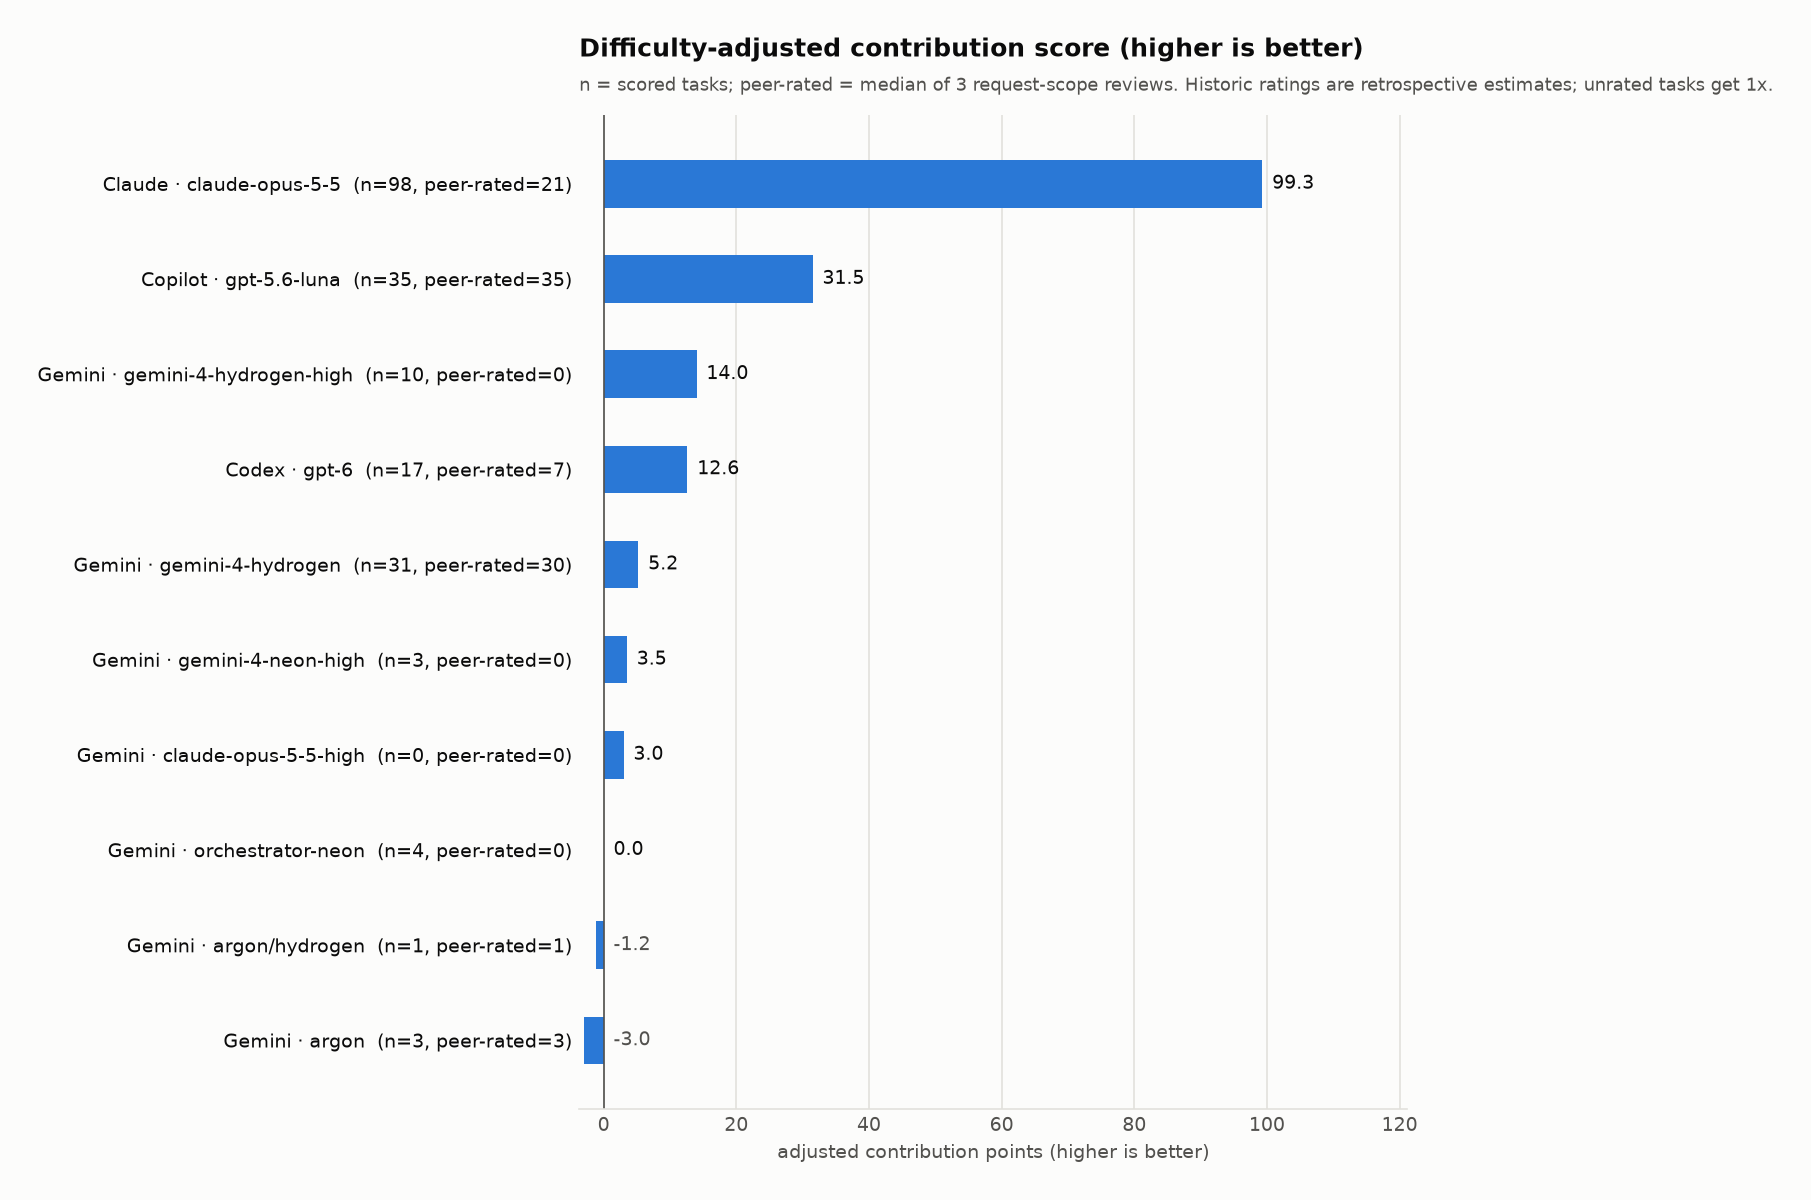 Difficulty-adjusted contribution score (higher is better)
n = scored tasks; peer-rated = median of 3 request-scope reviews. Historic ratings are retrospective estimates; unrated tasks get 1x.
Claude · claude-opus-5-5 (n=98, peer-rated=21)
99.3
Copilot · gpt-5.6-luna (n=35, peer-rated=35)
31.5
Gemini · gemini-4-hydrogen-high (n=10, peer-rated=0)
14.0
Codex · gpt-6 (n=17, peer-rated=7)
12.6
Gemini · gemini-4-hydrogen (n=31, peer-rated=30)
5.2
Gemini · gemini-4-neon-high (n=3, peer-rated=0)
3.5
Gemini · claude-opus-5-5-high (n=0, peer-rated=0)
3.0
Gemini · orchestrator-neon (n=4, peer-rated=0)
0.0
Gemini · argon/hydrogen (n=1, peer-rated=1)
-1.2
Gemini · argon (n=3, peer-rated=3)
-3.0
0 20 40 60 80 100 120
adjusted contribution points (higher is better)